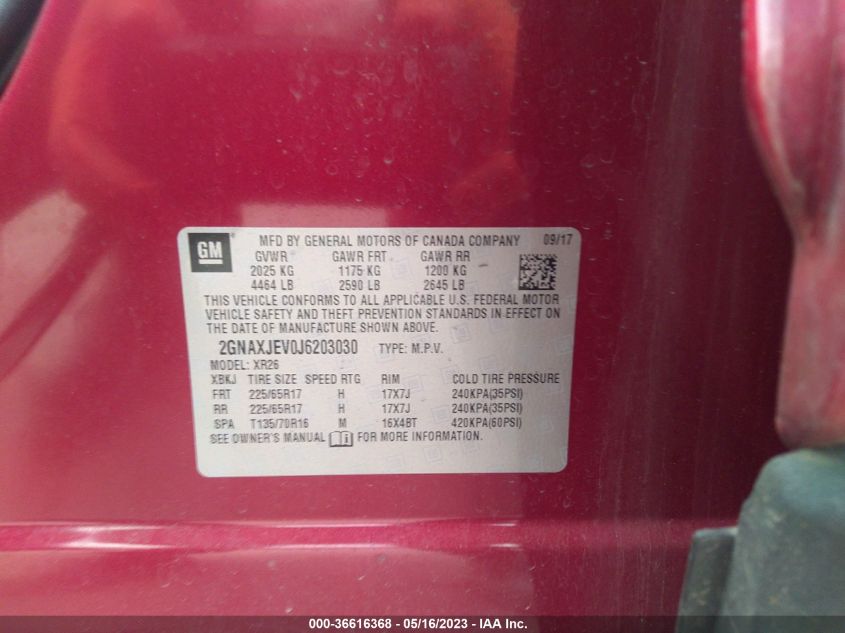 GM ® MFD BY GENERAL MOTORS OF CANADA COMPANY 09/17
GVWR GAWR FRT GAWR RR
2025 KG 1175 KG 1200 KG
4464 LB 2590 LB 2645 LB
THIS VEHICLE CONFORMS TO ALL APPLICABLE U.S. FEDERAL MOTOR
VEHICLE SAFETY AND THEFT PREVENTION STANDARDS IN EFFECT ON
THE DATE OF MANUFACTURE SHOWN ABOVE.
2GNAXJEV0J6203030 TYPE: M.P.V.
MODEL: XR26
XBKJ TIRE SIZE SPEED RTG RIM COLD TIRE PRESSURE
FRT 225/65R17 H 17X7J 240KPA(35PSI)
RR 225/65R17 H 17X7J 240KPA(35PSI)
SPA T135/70R16 M 16X4BT 420KPA(60PSI)
SEE OWNER'S MANUAL i FOR MORE INFORMATION.
000-36616368 - 05/16/2023 - IAA Inc.